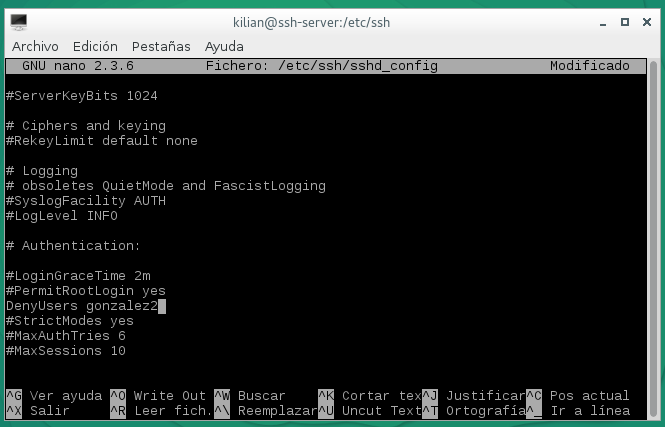 kilian@ssh-server:/etc/ssh
Archivo Edición Pestañas Ayuda
GNU nano 2.3.6 Fichero: /etc/ssh/sshd_config Modificado
#ServerKeyBits 1024
# Ciphers and keying
#RekeyLimit default none
# Logging
# obsoletes QuietMode and FascistLogging
#SyslogFacility AUTH
#LogLevel INFO
# Authentication:
#LoginGraceTime 2m
#PermitRootLogin yes
DenyUsers gonzalez2
#StrictModes yes
#MaxAuthTries 6
#MaxSessions 10
^G Ver ayuda ^O Write Out ^W Buscar ^K Cortar tex^J Justificar^C Pos actual
^X Salir ^R Leer fich.^\ Reemplazar^U Uncut Text^T Ortografía^_ Ir a línea